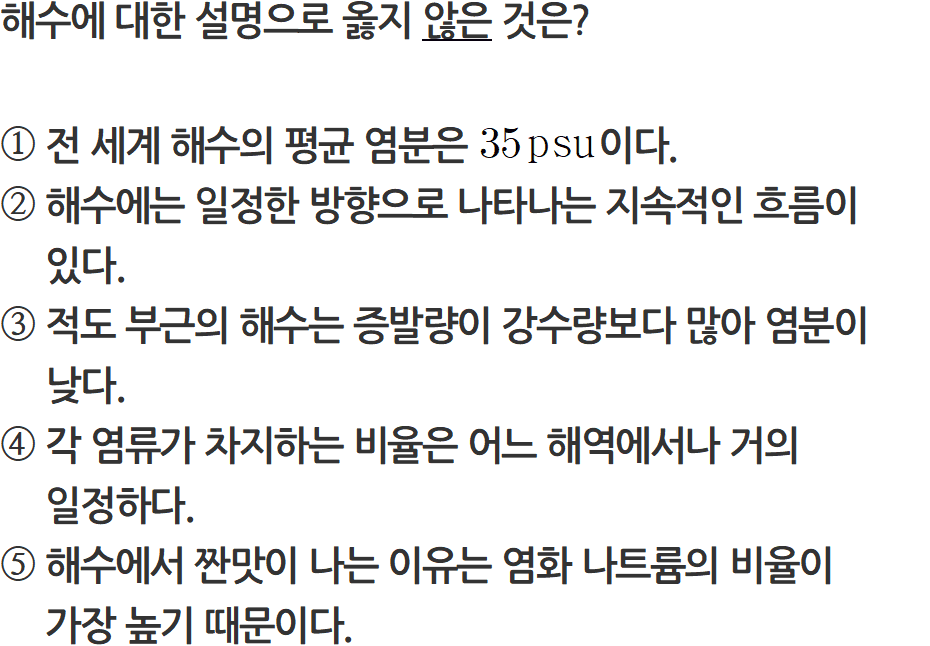 해수에 대한 설명으로 옳지 않은 것은?
① 전 세계 해수의 평균 염분은 35psu이다.
② 해수에는 일정한 방향으로 나타나는 지속적인 흐름이
있다.
③ 적도 부근의 해수는 증발량이 강수량보다 많아 염분이
낮다.
④ 각 염류가 차지하는 비율은 어느 해역에서나 거의
일정하다.
⑤ 해수에서 짠맛이 나는 이유는 염화 나트륨의 비율이
가장 높기 때문이다.